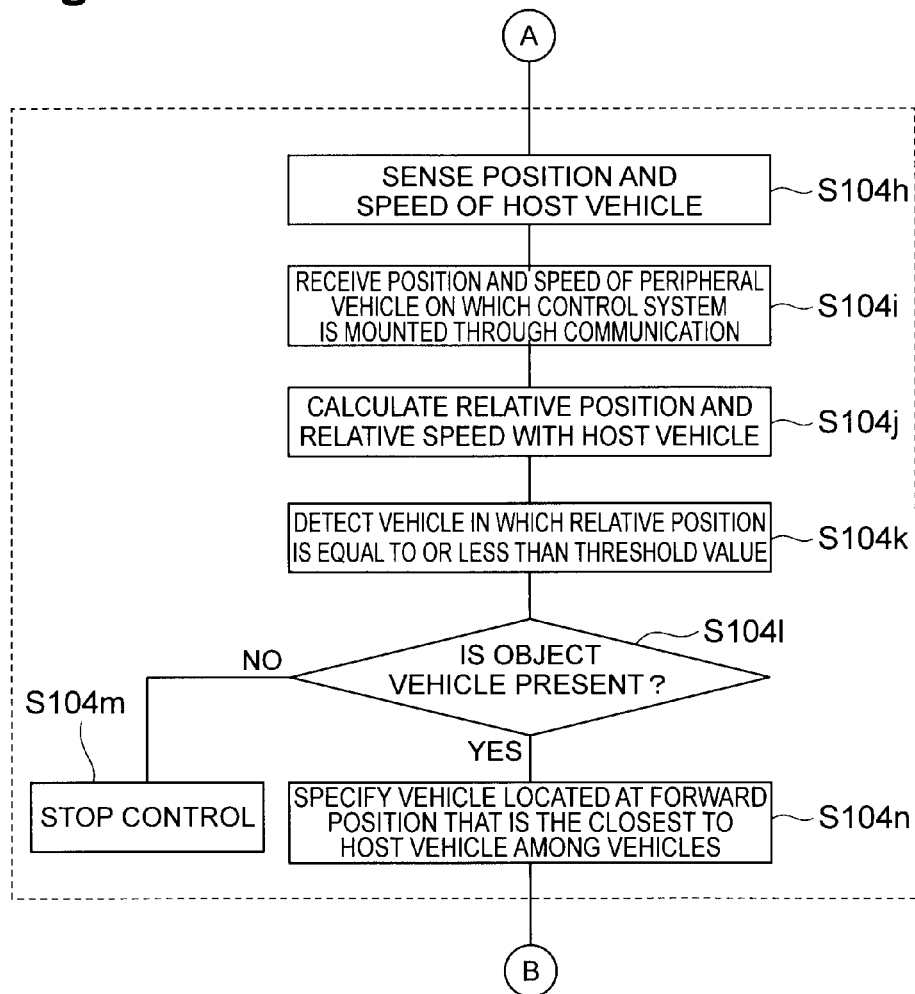 A
SENSE POSITION AND
SPEED OF HOST VEHICLE
S104h
RECEIVE POSITION AND SPEED OF PERIPHERAL
VEHICLE ON WHICH CONTROL SYSTEM
IS MOUNTED THROUGH COMMUNICATION
S104i
CALCULATE RELATIVE POSITION AND
RELATIVE SPEED WITH HOST VEHICLE
S104j
DETECT VEHICLE IN WHICH RELATIVE POSITION
IS EQUAL TO OR LESS THAN THRESHOLD VALUE
S104k
IS OBJECT
VEHICLE PRESENT ?
S104l
NO
S104m
STOP CONTROL
YES
SPECIFY VEHICLE LOCATED AT FORWARD
POSITION THAT IS THE CLOSEST TO
HOST VEHICLE AMONG VEHICLES
S104n
B